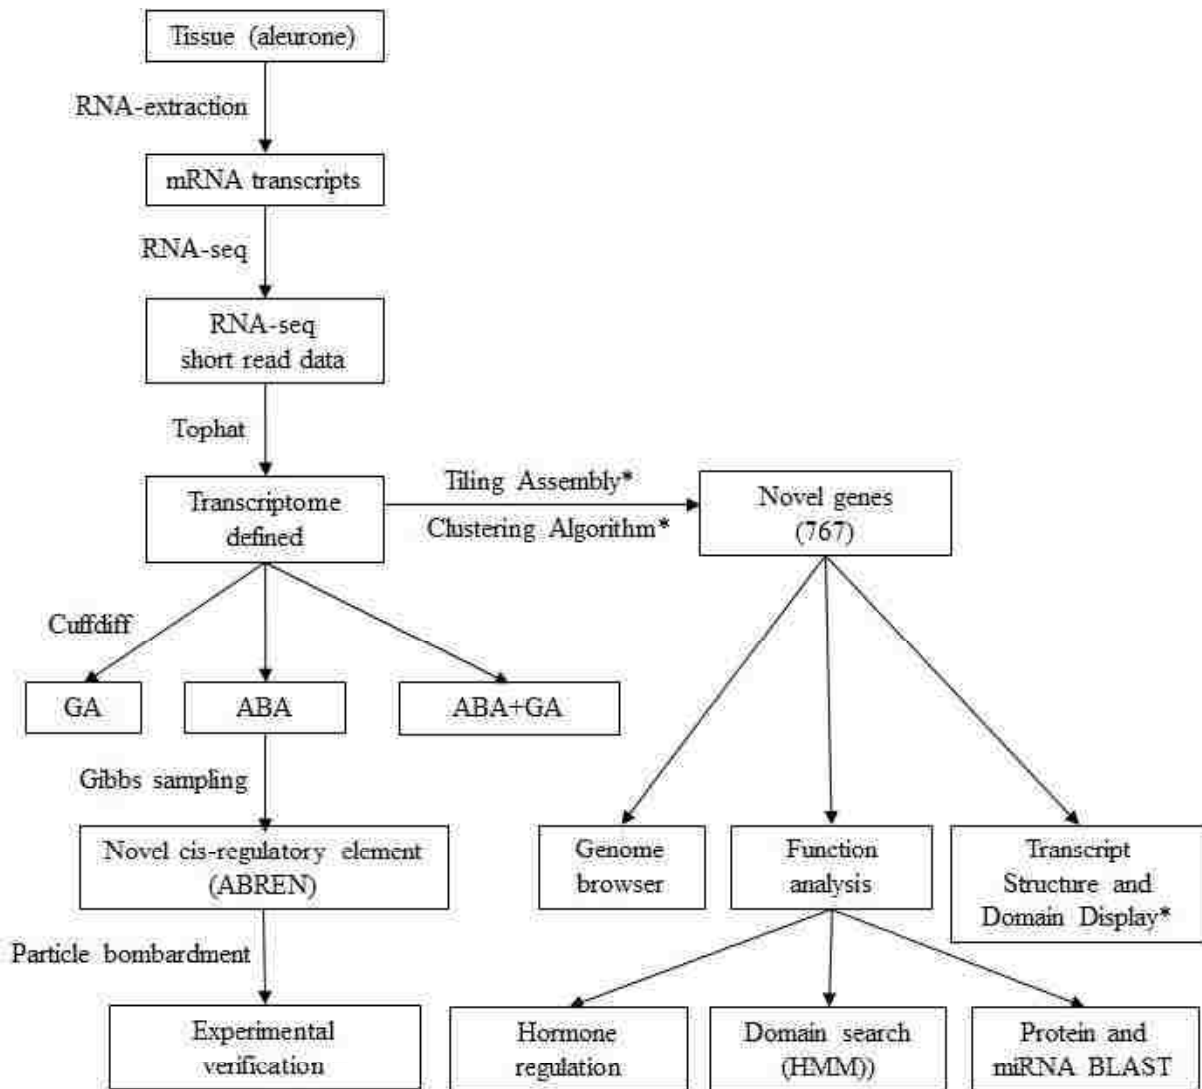 Tissue (aleurone)
RNA-extraction
mRNA transcripts
RNA-seq
RNA-seq
short read data
Tophat
Transcriptome
defined
Tiling Assembly*
Clustering Algorithm*
Novel genes
(767)
Cuffdiff
GA
ABA
ABA+GA
Gibbs sampling
Novel cis-regulatory element
(ABREN)
Particle bombardment
Experimental
verification
Genome
browser
Function
analysis
Transcript
Structure and
Domain Display*
Hormone
regulation
Domain search
(HMM))
Protein and
miRNA BLAST